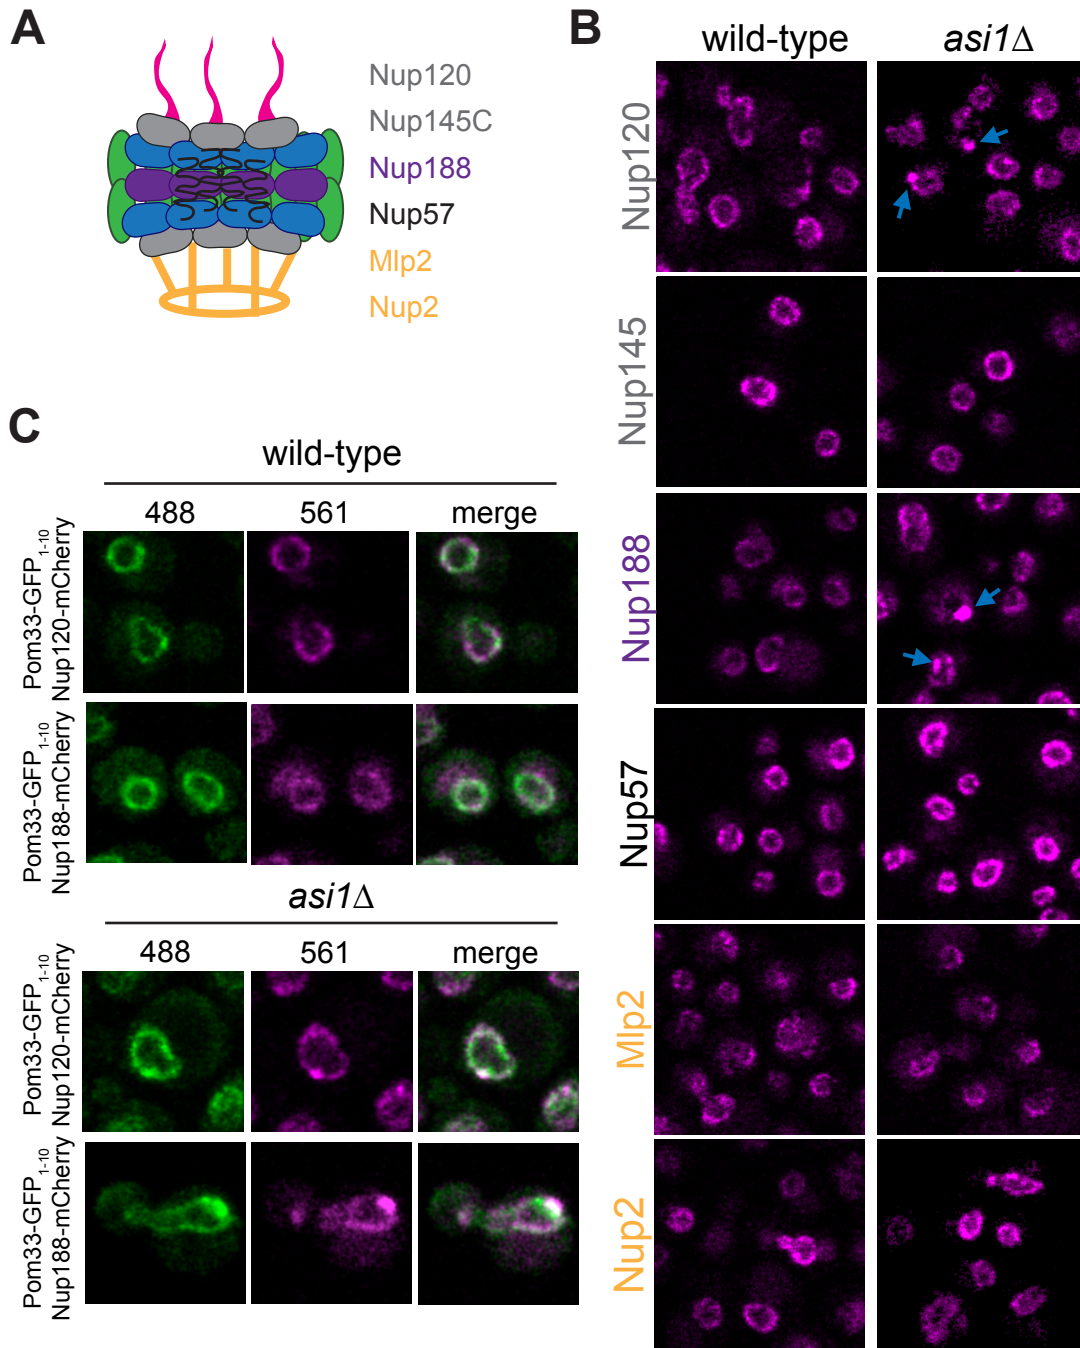 A
Nup120
Nup145C
Nup188
Nup57
Mlp2
Nup2
B
wild-type
asi1Δ
Nup120
Nup145
Nup188
Nup57
Mlp2
Nup2
C
wild-type
488
561
merge
Pom33-GFP1-10
Nup120-mCherry
Pom33-GFP1-10
Nup188-mCherry
asi1Δ
488
561
merge
Pom33-GFP1-10
Nup120-mCherry
Pom33-GFP1-10
Nup188-mCherry